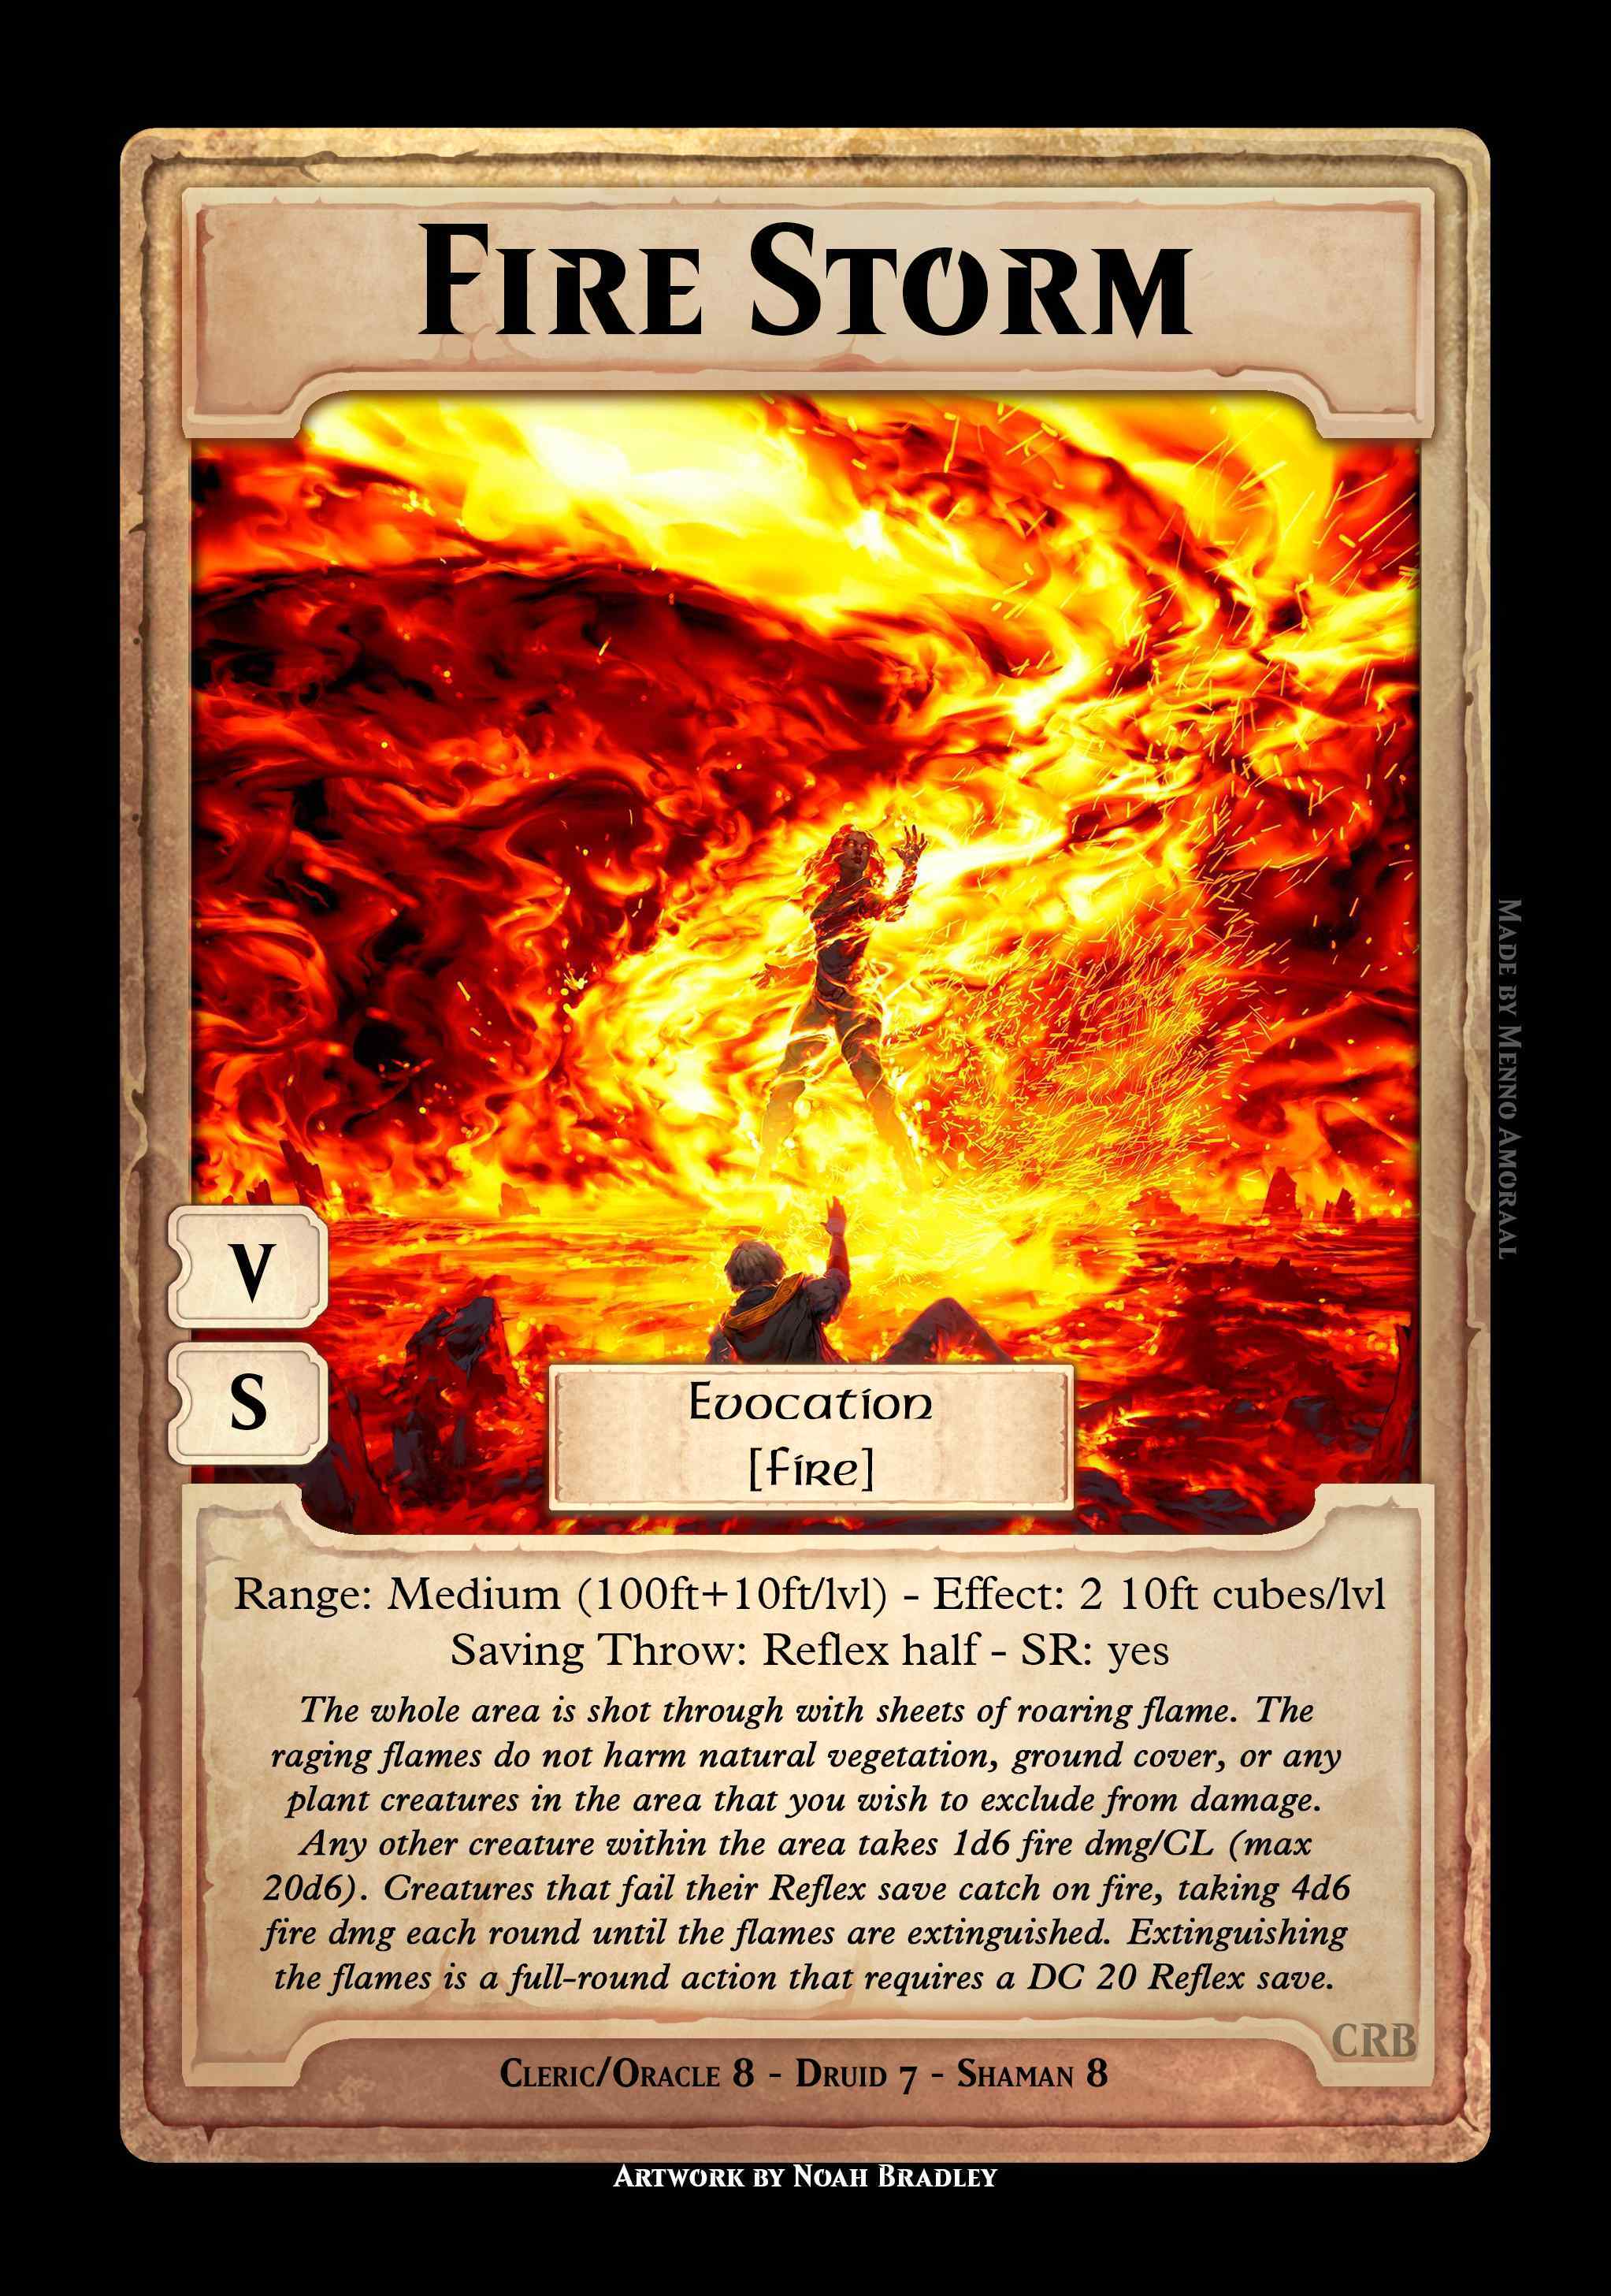 Fire Storm
V
S
Evocation
[Fire]
Range: Medium (100ft+10ft/lvl) - Effect: 2 10ft cubes/lvl
Saving Throw: Reflex half - SR: yes
The whole area is shot through with sheets of roaring flame. The
raging flames do not harm natural vegetation, ground cover, or any
plant creatures in the area that you wish to exclude from damage.
Any other creature within the area takes 1d6 fire dmg/CL (max
20d6). Creatures that fail their Reflex save catch on fire, taking 4d6
fire dmg each round until the flames are extinguished. Extinguishing
the flames is a full-round action that requires a DC 20 Reflex save.
CRB
Cleric/Oracle 8 - Druid 7 - Shaman 8
Artwork by Noah Bradley
Made by Menno Amoraal